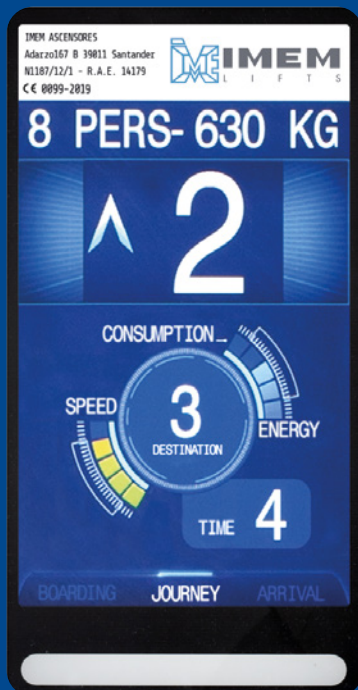 IMEM ASCENSORES
Adarzo167 B 39011 Santander
N1187/12/1 - R.A.E. 14179
CE 0099-2019
IMEM
LIFTS
8 PERS- 630 KG
2
CONSUMPTION
SPEED
3
DESTINATION
ENERGY
TIME 4
BOARDING JOURNEY ARRIVAL